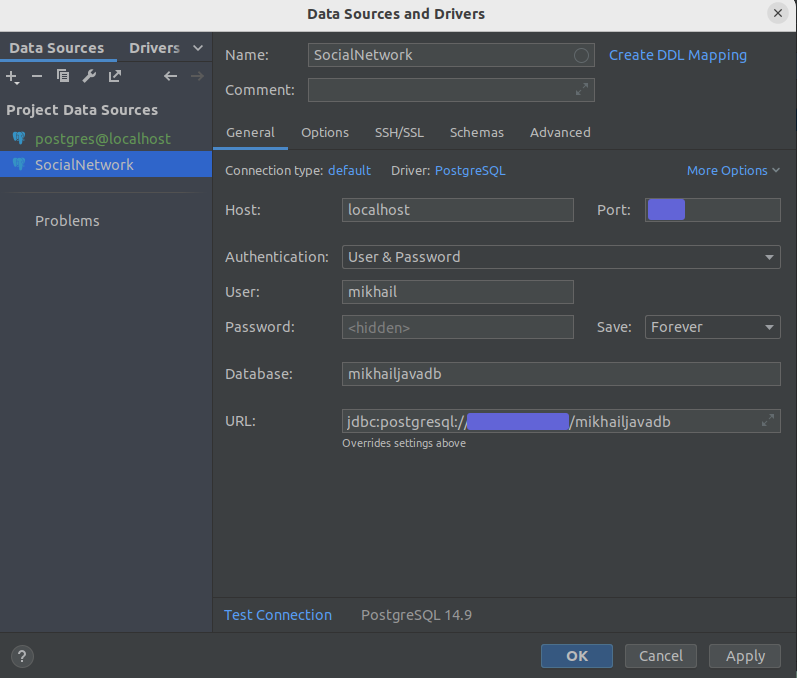 Data Sources and Drivers
Data Sources Drivers
Name: SocialNetwork Create DDL Mapping
Comment:
Project Data Sources
postgres@localhost
SocialNetwork
Problems
General Options SSH/SSL Schemas Advanced
Connection type: default Driver: PostgreSQL More Options
Host: localhost Port:
Authentication: User & Password
User: mikhail
Password: <hidden> Save: Forever
Database: mikhailjavadb
URL: jdbc:postgresql:// /mikhailjavadb
Overrides settings above
Test Connection PostgreSQL 14.9
? OK Cancel Apply